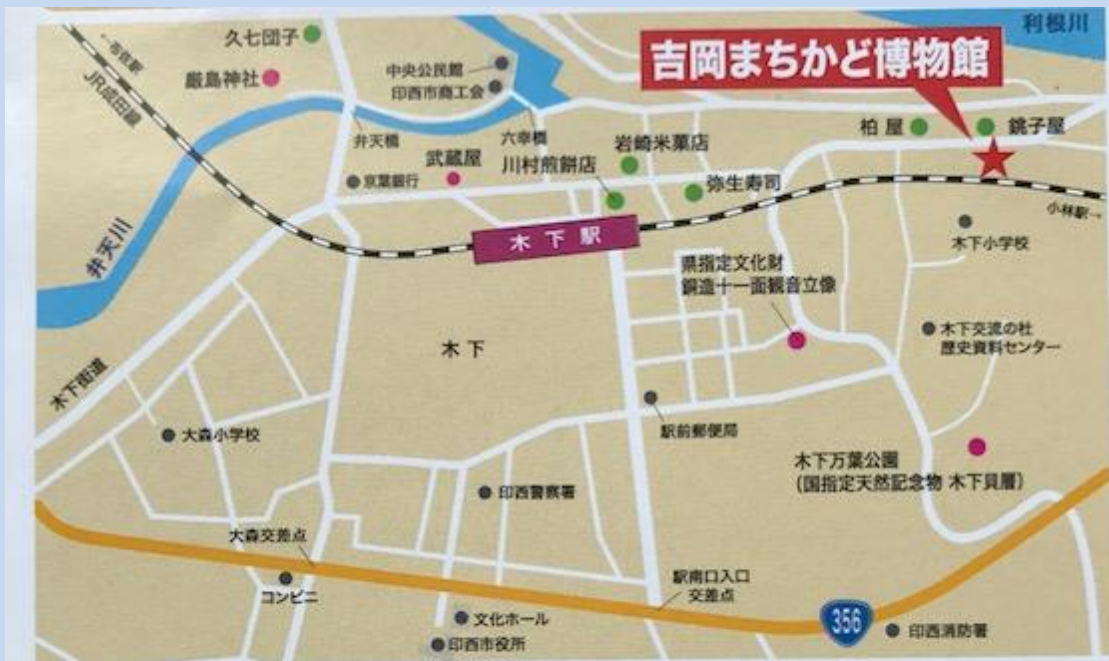 利根川
久七団子
←布佐駅
JR成田線
厳島神社
中央公民館
印西市商工会
吉岡まちかど博物館
柏屋
銚子屋
弁天橋
六幸橋
岩崎米菓店
武蔵屋
川村煎餅店
京葉銀行
弥生寿司
小林駅→
木下駅
木下小学校
弁天川
県指定文化財
銅造十一面観音立像
木下
木下交流の杜
歴史資料センター
木下街道
駅前郵便局
大森小学校
木下万葉公園
(国指定天然記念物 木下貝層)
印西警察署
大森交差点
駅南口入口
交差点
コンビニ
文化ホール
356
印西消防署
印西市役所